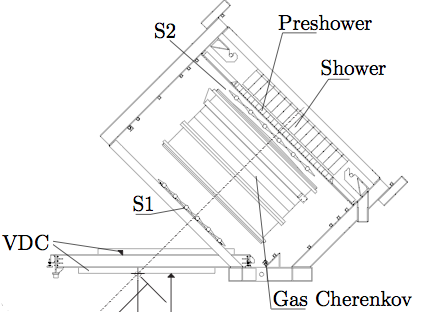 S2
Preshower
Shower
S1
VDC
Gas Cherenkov